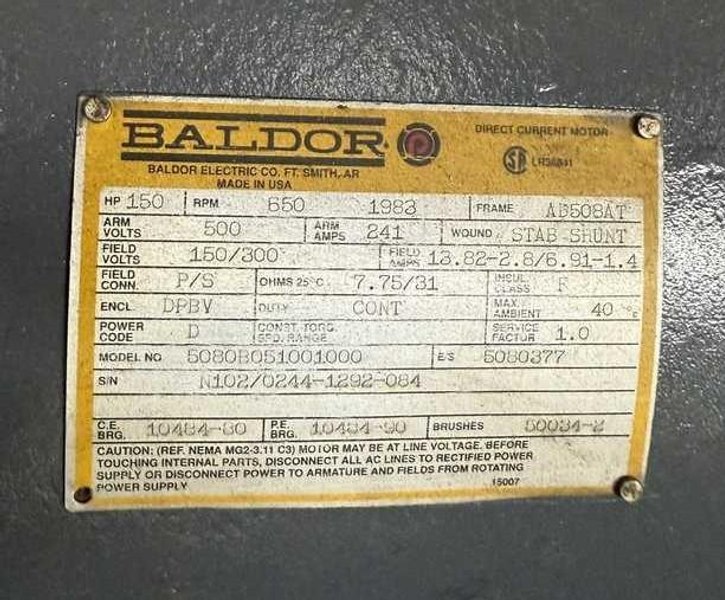 BALDOR
DIRECT CURRENT MOTOR
BALDOR ELECTRIC CO. FT. SMITH, AR
MADE IN USA
HP 150 RPM 650 1983 FRAME AD508AT
ARM VOLTS 500 ARM AMPS 241 WOUND STAB SHUNT
FIELD VOLTS 150/300 FIELD AMPS 13.82-2.8/6.91-1.4
FIELD CONN. P/S OHMS 25°C 7.75/31 INSUL. CLASS F
ENCL DPBV DUTY CONT MAX. AMBIENT 40 °C
POWER CODE D CONST. TORQ. SPD. RANGE SERVICE FACTOR 1.0
MODEL NO 5080B051001000 E/S 5080377
S/N N102/0244-1292-084
C.E. BRG. 10484-80 P.E. BRG. 10484-90 BRUSHES 50034-2
CAUTION: (REF. NEMA MG2-3.11 C3) MOTOR MAY BE AT LINE VOLTAGE. BEFORE
TOUCHING INTERNAL PARTS, DISCONNECT ALL AC LINES TO RECTIFIED POWER
SUPPLY OR DISCONNECT POWER TO ARMATURE AND FIELDS FROM ROTATING
POWER SUPPLY 15007